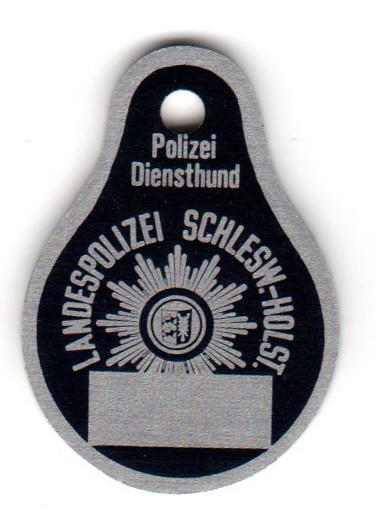 Polizei
Diensthund
LANDESPOLIZEI SCHLESW.-HOLST.